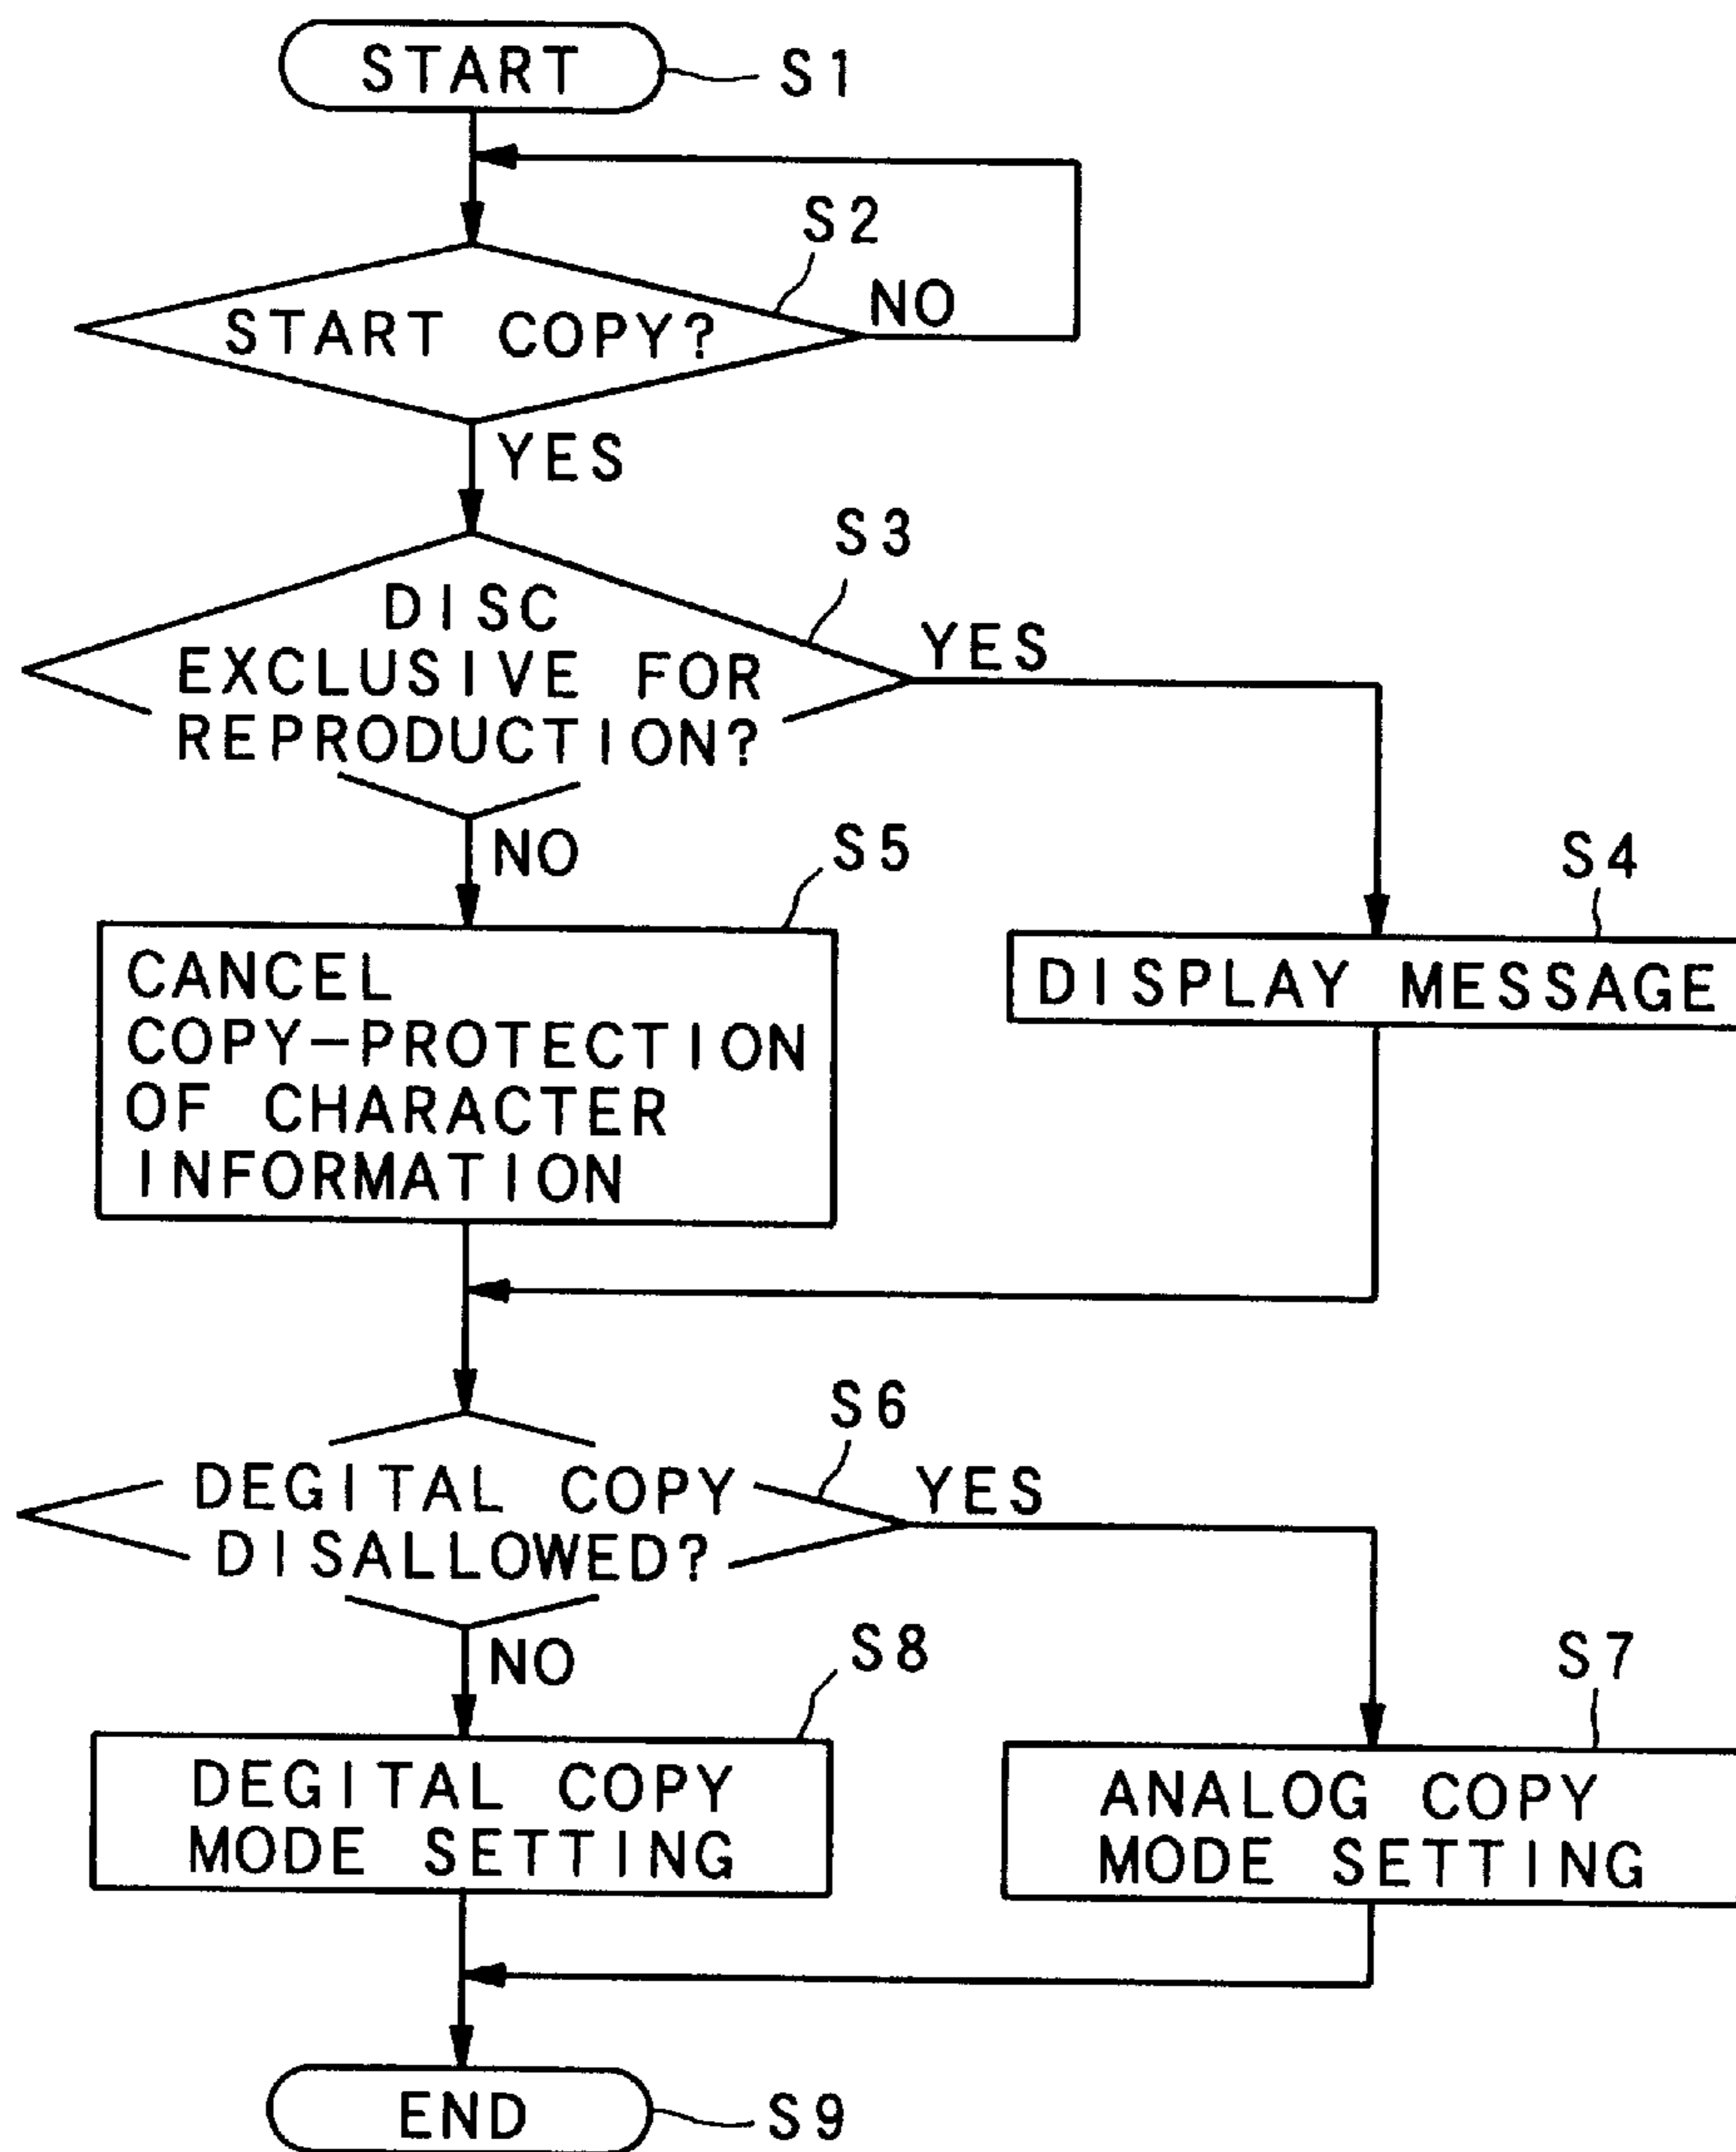 START
S1
S2
START COPY?
NO
YES
S3
DISC
EXCLUSIVE FOR
REPRODUCTION?
YES
NO
S5
S4
CANCEL
COPY-PROTECTION
OF CHARACTER
INFORMATION
DISPLAY MESSAGE
S6
DEGITAL COPY
DISALLOWED?
YES
NO
S8
S7
DEGITAL COPY
MODE SETTING
ANALOG COPY
MODE SETTING
END
S9